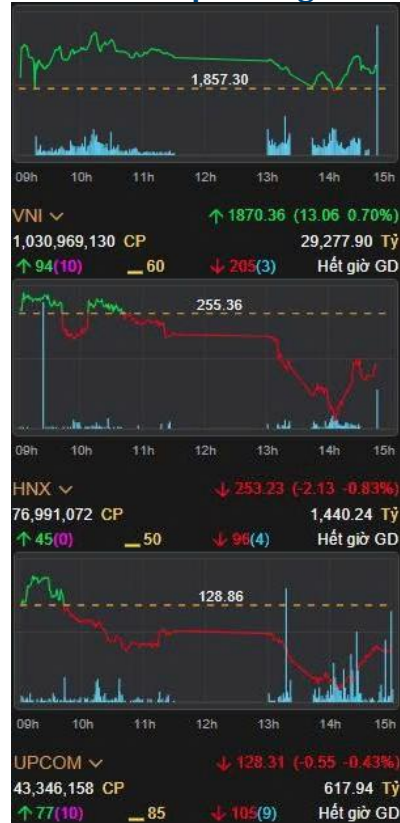 1,857.30
09h 10h 11h 12h 13h 14h 15h
VNI ↑ 1870.36 (13.06 0.70%)
1,030,969,130 CP 29,277.90 Tỷ
↑ 94(10) 60 ↓ 205(3) Hết giờ GD
255.36
09h 10h 11h 12h 13h 14h 15h
HNX ↓ 253.23 (-2.13 -0.83%)
76,991,072 CP 1,440.24 Tỷ
↑ 45(0) 50 ↓ 96(4) Hết giờ GD
128.86
09h 10h 11h 12h 13h 14h 15h
UPCOM ↓ 128.31 (-0.55 -0.43%)
43,346,158 CP 617.94 Tỷ
↑ 77(10) 85 ↓ 105(9) Hết giờ GD